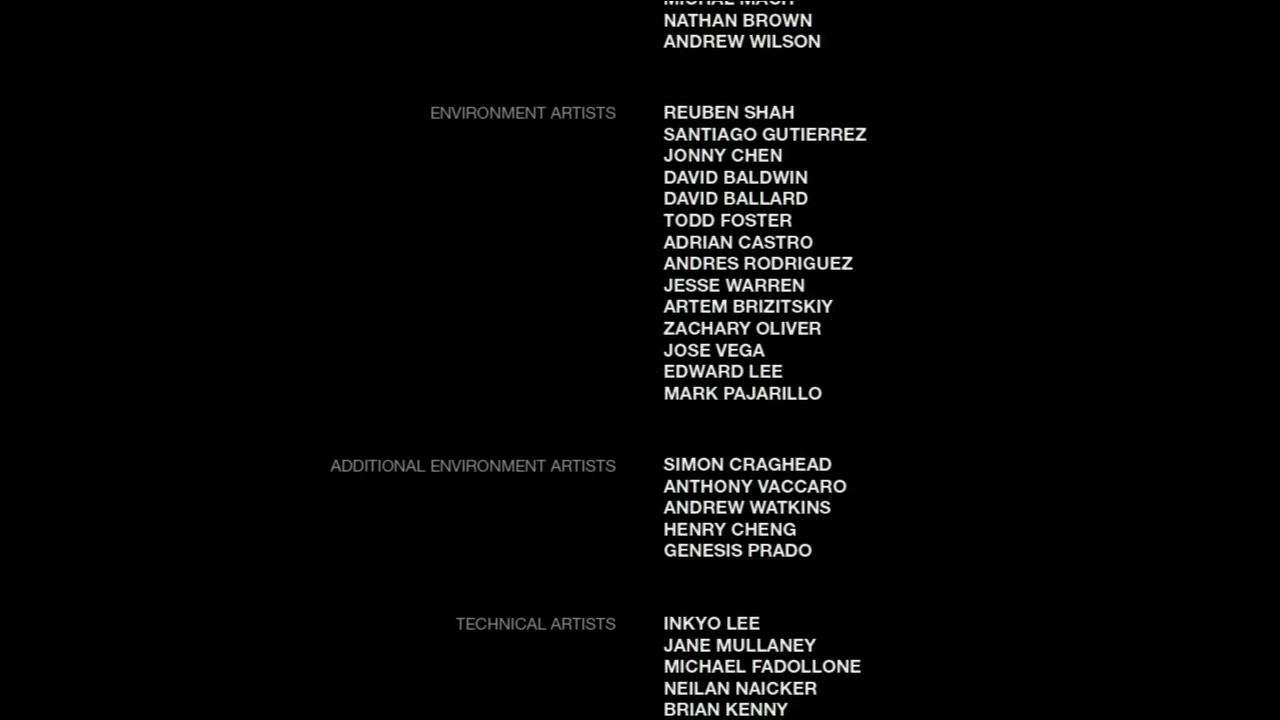 NATHAN BROWN
ANDREW WILSON
ENVIRONMENT ARTISTS REUBEN SHAH
SANTIAGO GUTIERREZ
JONNY CHEN
DAVID BALDWIN
DAVID BALLARD
TODD FOSTER
ADRIAN CASTRO
ANDRES RODRIGUEZ
JESSE WARREN
ARTEM BRIZITSKIY
ZACHARY OLIVER
JOSE VEGA
EDWARD LEE
MARK PAJARILLO
ADDITIONAL ENVIRONMENT ARTISTS SIMON CRAGHEAD
ANTHONY VACCARO
ANDREW WATKINS
HENRY CHENG
GENESIS PRADO
TECHNICAL ARTISTS INKYO LEE
JANE MULLANEY
MICHAEL FADOLLONE
NEILAN NAICKER
BRIAN KENNY